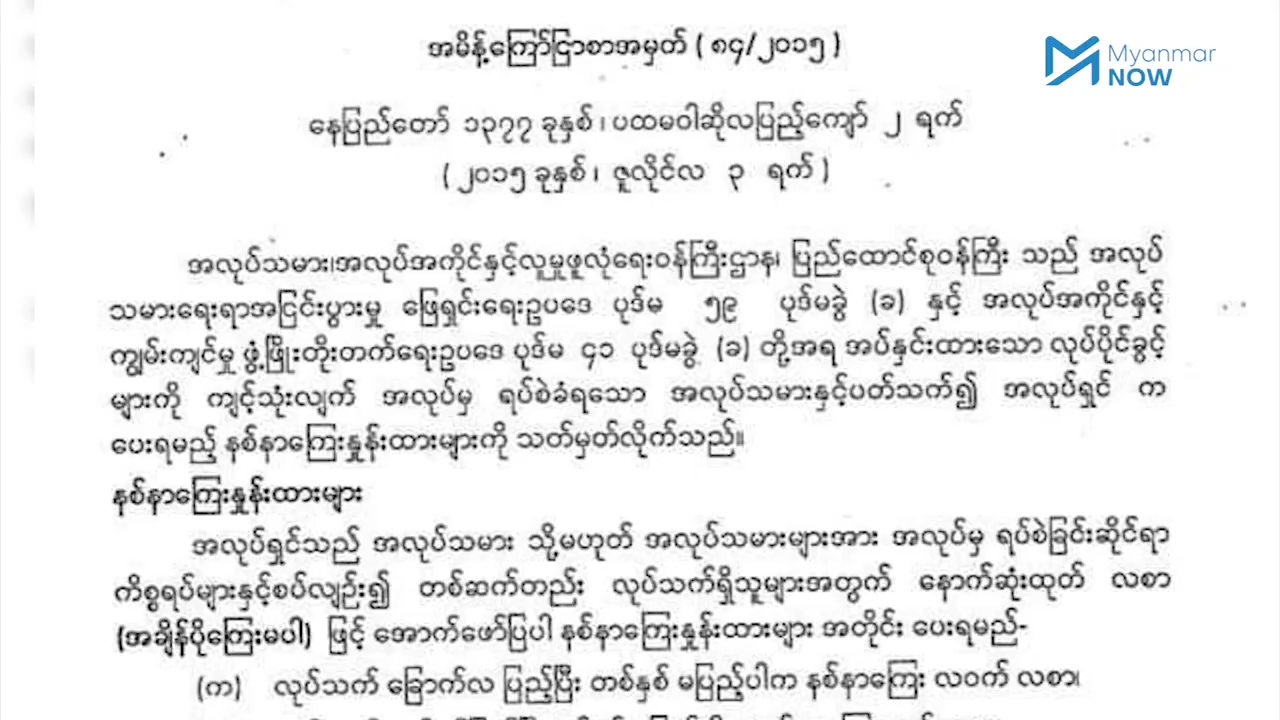 အမိန့်ကြော်ငြာစာအမှတ် ( ၈၄/၂၀၁၅ )
Myanmar
NOW
နေပြည်တော် ၁၃၇၇ ခုနှစ်၊ ပထမဝါဆိုလပြည့်ကျော် ၂ ရက်
( ၂၀၁၅ ခုနှစ်၊ ဇူလိုင်လ ၃ ရက် )
အလုပ်သမား၊အလုပ်အကိုင်နှင့်လူမှုဖူလုံရေးဝန်ကြီးဌာန၊ ပြည်ထောင်စုဝန်ကြီး သည် အလုပ်
သမားရေးရာအငြင်းပွားမှု ဖြေရှင်းရေးဥပဒေ ပုဒ်မ ၅၉ ပုဒ်မခွဲ (ခ) နှင့် အလုပ်အကိုင်နှင့်
ကျွမ်းကျင်မှု ဖွံ့ဖြိုးတိုးတက်ရေးဥပဒေ ပုဒ်မ ၄၁ ပုဒ်မခွဲ (ခ) တို့အရ အပ်နှင်းထားသော လုပ်ပိုင်ခွင့်
များကို ကျင့်သုံးလျက် အလုပ်မှ ရပ်စဲခံရသော အလုပ်သမားနှင့်ပတ်သက်၍ အလုပ်ရှင် က
ပေးရမည့် နစ်နာကြေးနှုန်းထားများကို သတ်မှတ်လိုက်သည်။
နစ်နာကြေးနှုန်းထားများ
အလုပ်ရှင်သည် အလုပ်သမား သို့မဟုတ် အလုပ်သမားများအား အလုပ်မှ ရပ်စဲခြင်းဆိုင်ရာ
ကိစ္စရပ်များနှင့်စပ်လျဉ်း၍ တစ်ဆက်တည်း လုပ်သက်ရှိသူများအတွက် နောက်ဆုံးထုတ် လစာ
(အချိန်ပိုကြေးမပါ) ဖြင့် အောက်ဖော်ပြပါ နစ်နာကြေးနှုန်းထားများ အတိုင်း ပေးရမည်-
(က) လုပ်သက် ခြောက်လ ပြည့်ပြီး တစ်နှစ် မပြည့်ပါက နစ်နာကြေး လဝက် လစာ၊